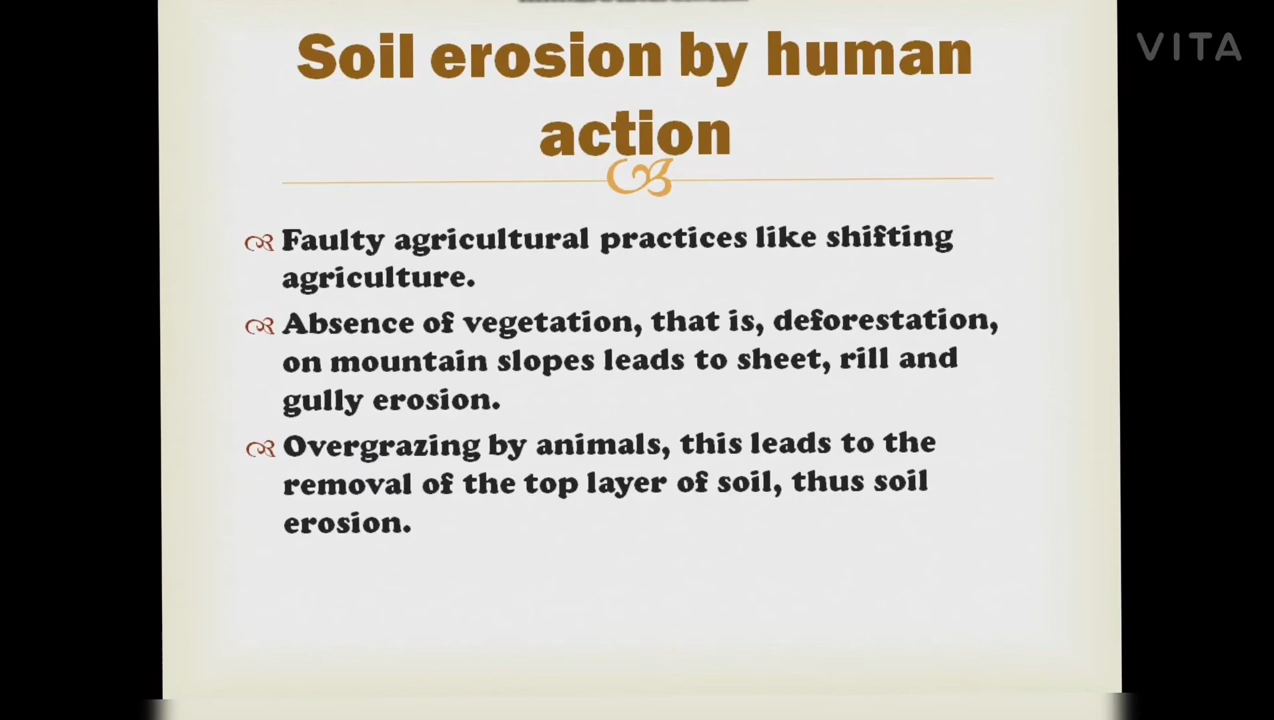 VITA
Soil erosion by human
action
Faulty agricultural practices like shifting
agriculture.
Absence of vegetation, that is, deforestation,
on mountain slopes leads to sheet, rill and
gully erosion.
Overgrazing by animals, this leads to the
removal of the top layer of soil, thus soil
erosion.